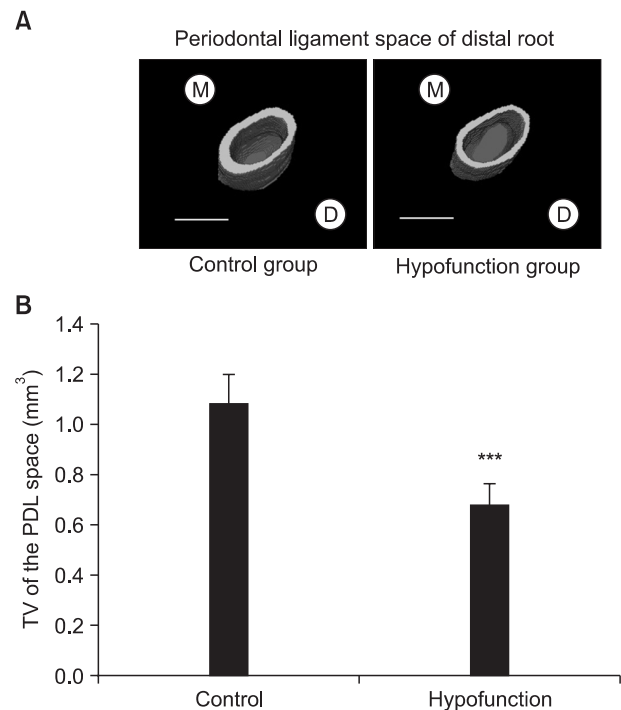 A
Periodontal ligament space of distal root
M
D
Control group
M
D
Hypofunction group
B
TV of the PDL space (mm³)
1.4
1.2
1.0
0.8
0.6
0.4
0.2
0.0
***
Control
Hypofunction